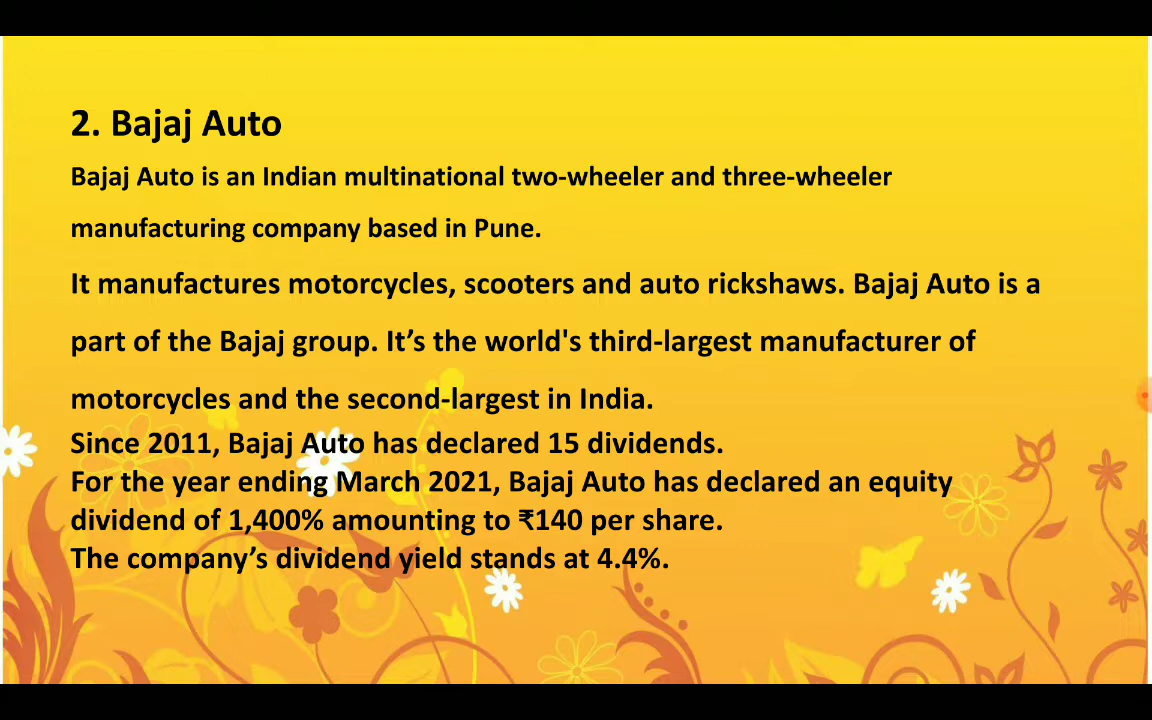 2. Bajaj Auto
Bajaj Auto is an Indian multinational two-wheeler and three-wheeler
manufacturing company based in Pune.
It manufactures motorcycles, scooters and auto rickshaws. Bajaj Auto is a
part of the Bajaj group. It’s the world's third-largest manufacturer of
motorcycles and the second-largest in India.
Since 2011, Bajaj Auto has declared 15 dividends.
For the year ending March 2021, Bajaj Auto has declared an equity
dividend of 1,400% amounting to ₹140 per share.
The company’s dividend yield stands at 4.4%.